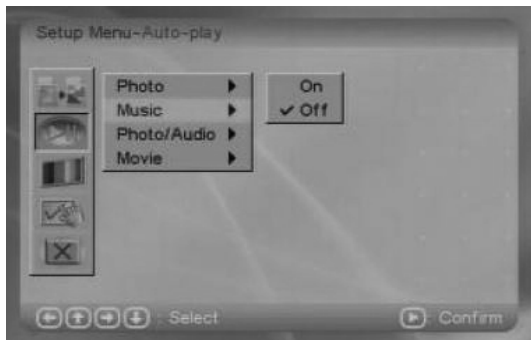 Setup Menu-Auto-play
Photo
On
Music
Off
Photo/Audio
Movie
: Select
: Confirm